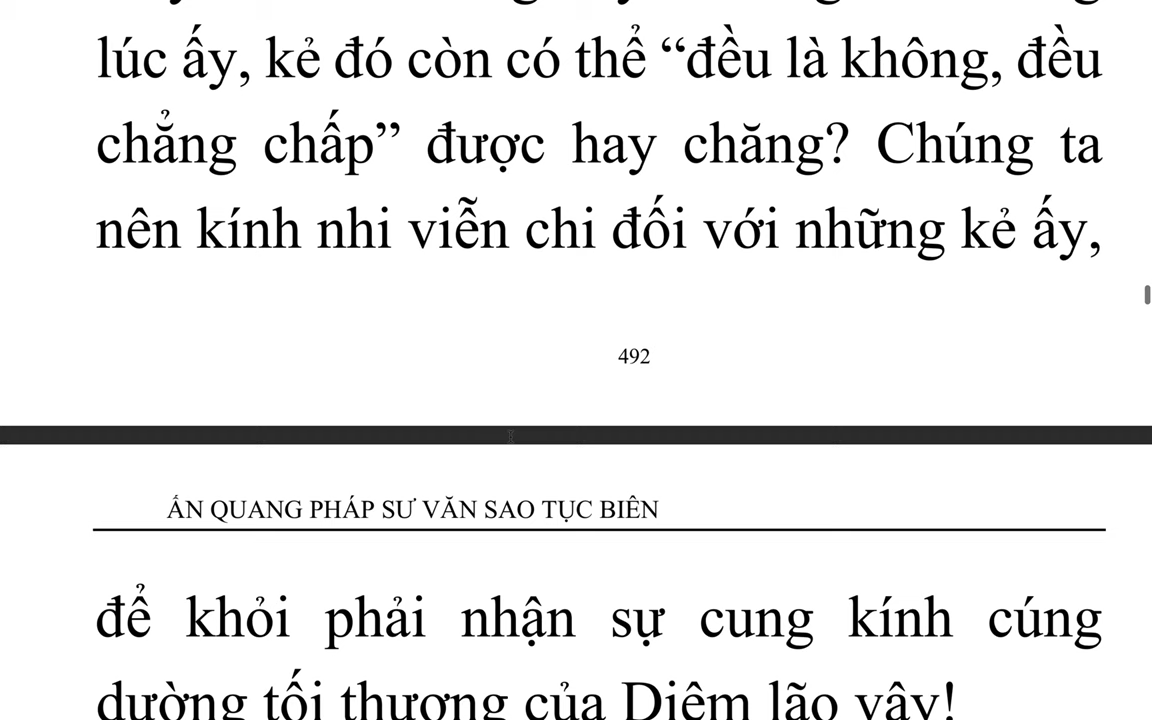 lúc ấy, kẻ đó còn có thể “đều là không, đều
chẳng chấp” được hay chăng? Chúng ta
nên kính nhi viễn chi đối với những kẻ ấy,
492
ẤN QUANG PHÁP SƯ VĂN SAO TỤC BIÊN
để khỏi phải nhận sự cung kính cúng
dường tối thượng của Diêm lão vậy!